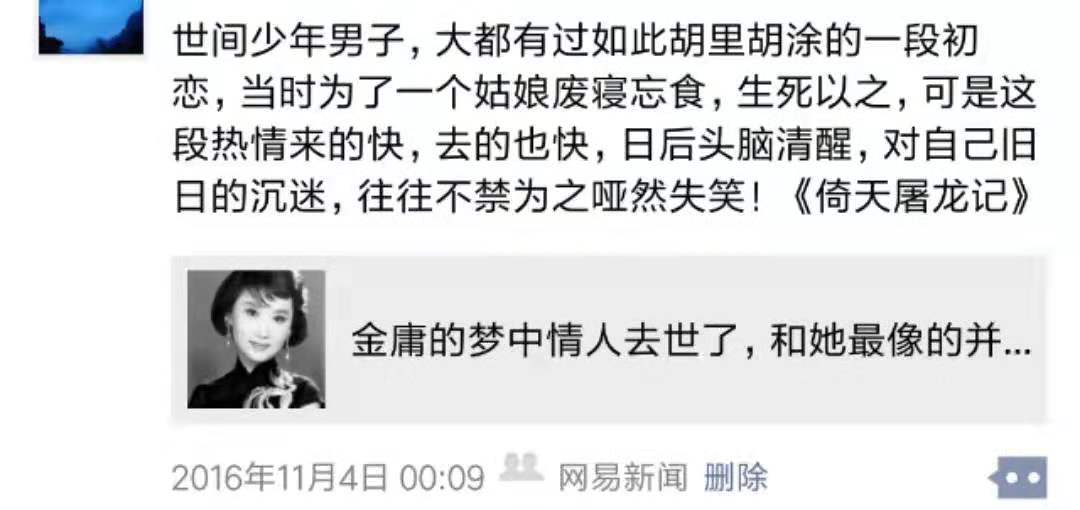 世间少年男子，大都有过如此胡里胡涂的一段初
恋，当时为了一个姑娘废寝忘食，生死以之，可是这
段热情来的快，去的也快，日后头脑清醒，对自己旧
日的沉迷，往往不禁为之哑然失笑！《倚天屠龙记》
金庸的梦中情人去世了，和她最像的并...
2016年11月4日 00:09 网易新闻 删除